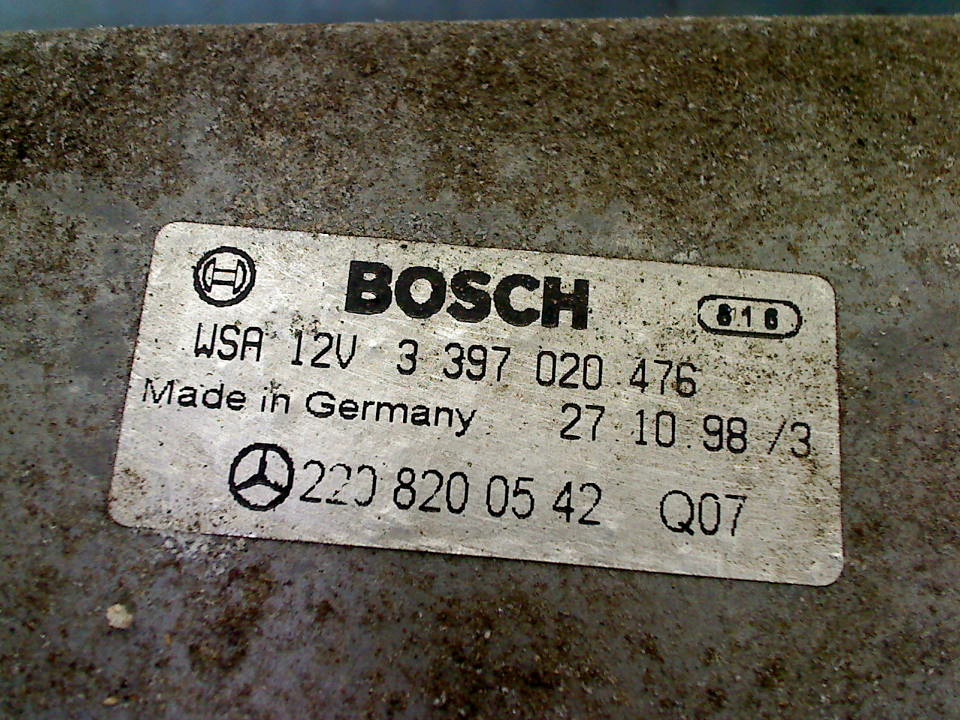 BOSCH
816
WSA 12V 3 397 020 476
Made in Germany 27 10.98 /3
220 820 05 42 Q07